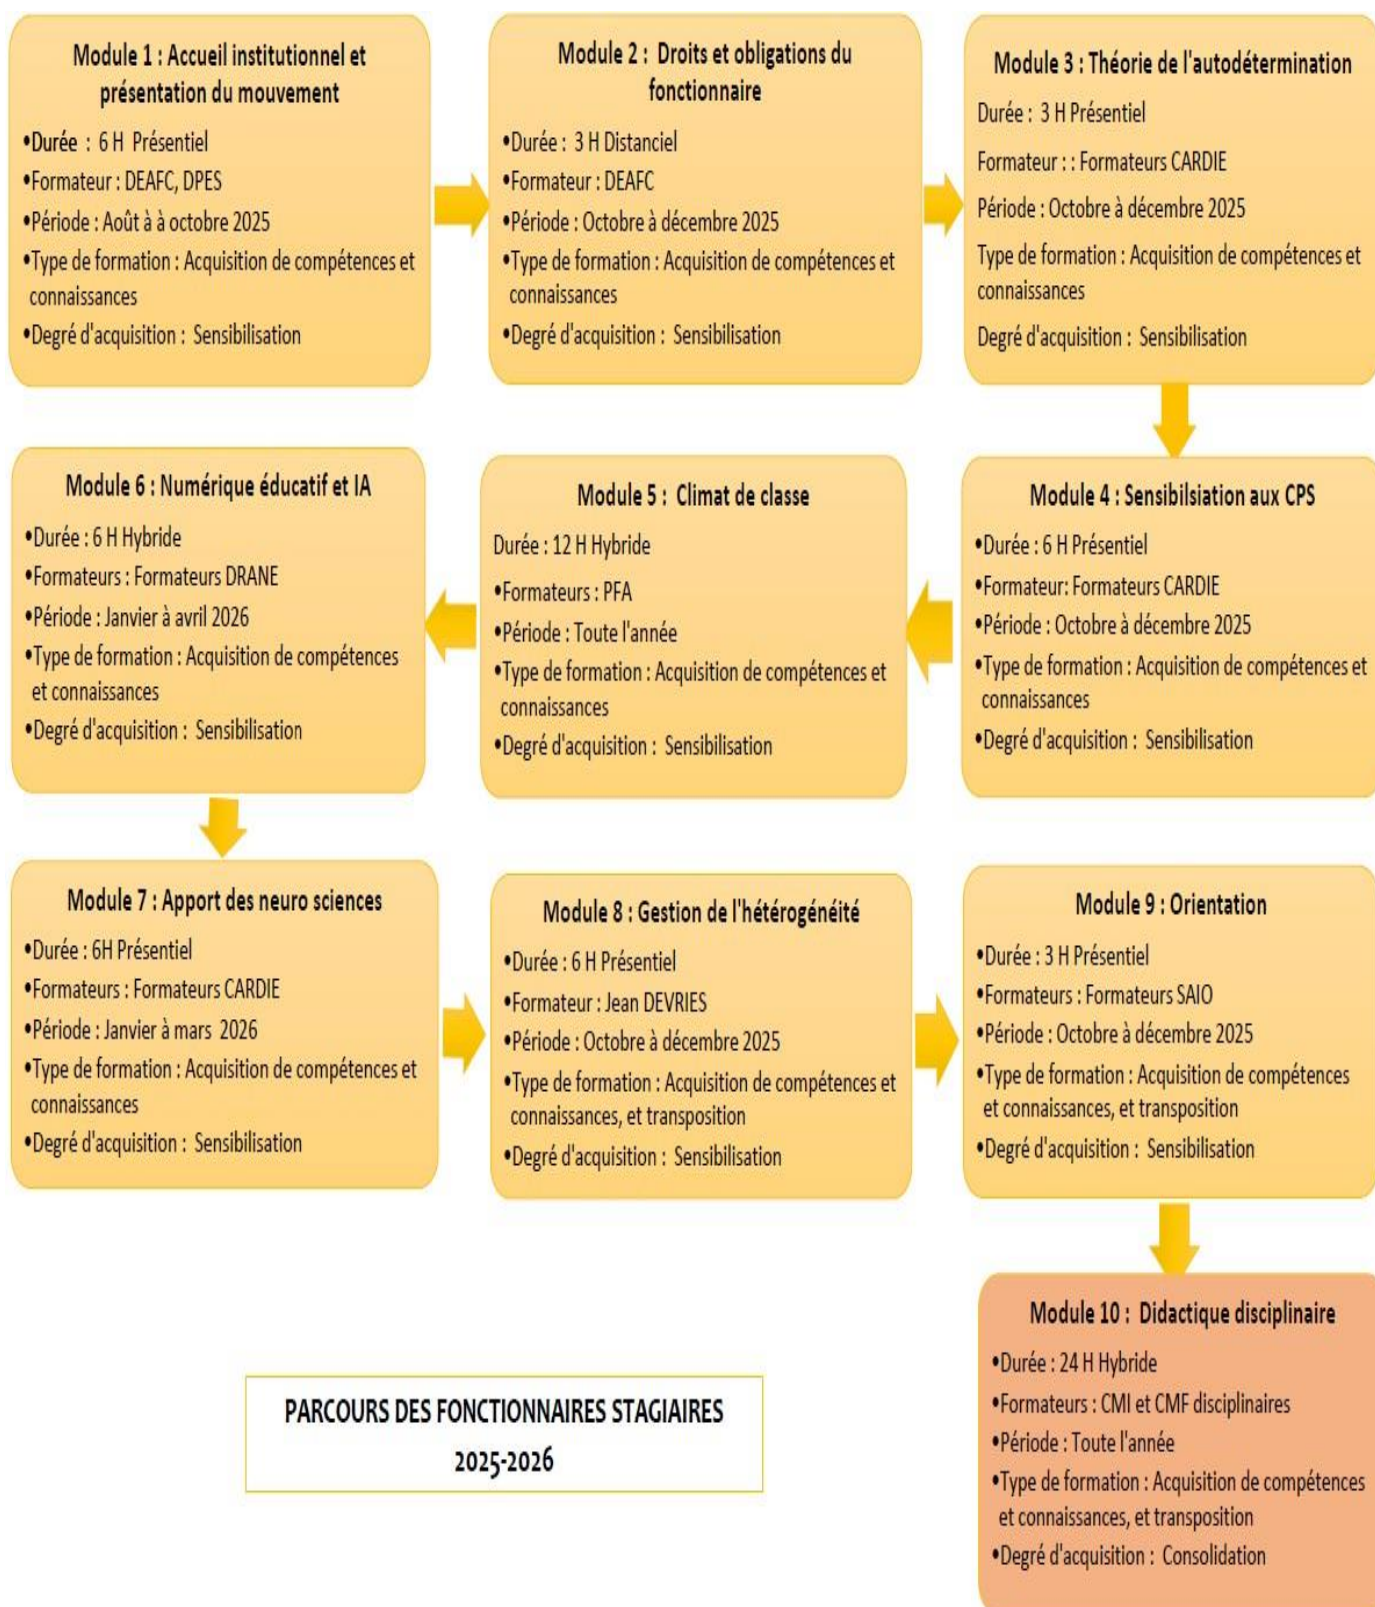 Module 1 : Accueil institutionnel et
présentation du mouvement
•Durée : 6 H Présentiel
•Formateur : DEAFC, DPES
•Période : Août à à octobre 2025
•Type de formation : Acquisition de compétences et
connaissances
•Degré d'acquisition : Sensibilisation
Module 2 : Droits et obligations du
fonctionnaire
•Durée : 3 H Distanciel
•Formateur : DEAFC
•Période : Octobre à décembre 2025
•Type de formation : Acquisition de compétences et
connaissances
•Degré d'acquisition : Sensibilisation
Module 3 : Théorie de l'autodétermination
Durée : 3 H Présentiel
Formateur : : Formateurs CARDIE
Période : Octobre à décembre 2025
Type de formation : Acquisition de compétences et
connaissances
Degré d'acquisition : Sensibilisation
Module 4 : Sensibilsiation aux CPS
•Durée : 6 H Présentiel
•Formateur: Formateurs CARDIE
•Période : Octobre à décembre 2025
•Type de formation : Acquisition de compétences et
connaissances
•Degré d'acquisition : Sensibilisation
Module 5 : Climat de classe
Durée : 12 H Hybride
•Formateurs : PFA
•Période : Toute l'année
•Type de formation : Acquisition de compétences et
connaissances
•Degré d'acquisition : Sensibilisation
Module 6 : Numérique éducatif et IA
•Durée : 6 H Hybride
•Formateurs : Formateurs DRANE
•Période : Janvier à avril 2026
•Type de formation : Acquisition de compétences
et connaissances
•Degré d'acquisition : Sensibilisation
Module 7 : Apport des neuro sciences
•Durée : 6H Présentiel
•Formateurs : Formateurs CARDIE
•Période : Janvier à mars 2026
•Type de formation : Acquisition de compétences et
connaissances
•Degré d'acquisition : Sensibilisation
Module 8 : Gestion de l'hétérogénéité
•Durée : 6 H Présentiel
•Formateur : Jean DEVRIES
•Période : Octobre à décembre 2025
•Type de formation : Acquisition de compétences et
connaissances, et transposition
•Degré d'acquisition : Sensibilisation
Module 9 : Orientation
•Durée : 3 H Présentiel
•Formateurs : Formateurs SAIO
•Période : Octobre à décembre 2025
•Type de formation : Acquisition de compétences
et connaissances, et transposition
•Degré d'acquisition : Sensibilisation
Module 10 : Didactique disciplinaire
•Durée : 24 H Hybride
•Formateurs : CMI et CMF disciplinaires
•Période : Toute l'année
•Type de formation : Acquisition de compétences
et connaissances, et transposition
•Degré d'acquisition : Consolidation
PARCOURS DES FONCTIONNAIRES STAGIAIRES
2025-2026